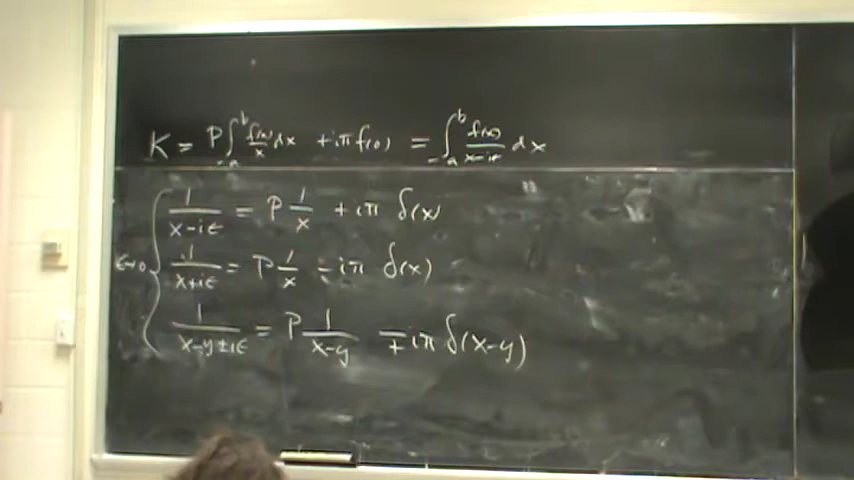 K = P∫_{-a}^{b} f(x)/x dx + iπ f(0) = ∫_{-a}^{b} f(x)/(x-iε) dx
1/(x-iε) = P 1/x + iπ δ(x)
ε→0 { 1/(x+iε) = P 1/x - iπ δ(x)
1/(x-y±iε) = P 1/(x-y) ∓ iπ δ(x-y)